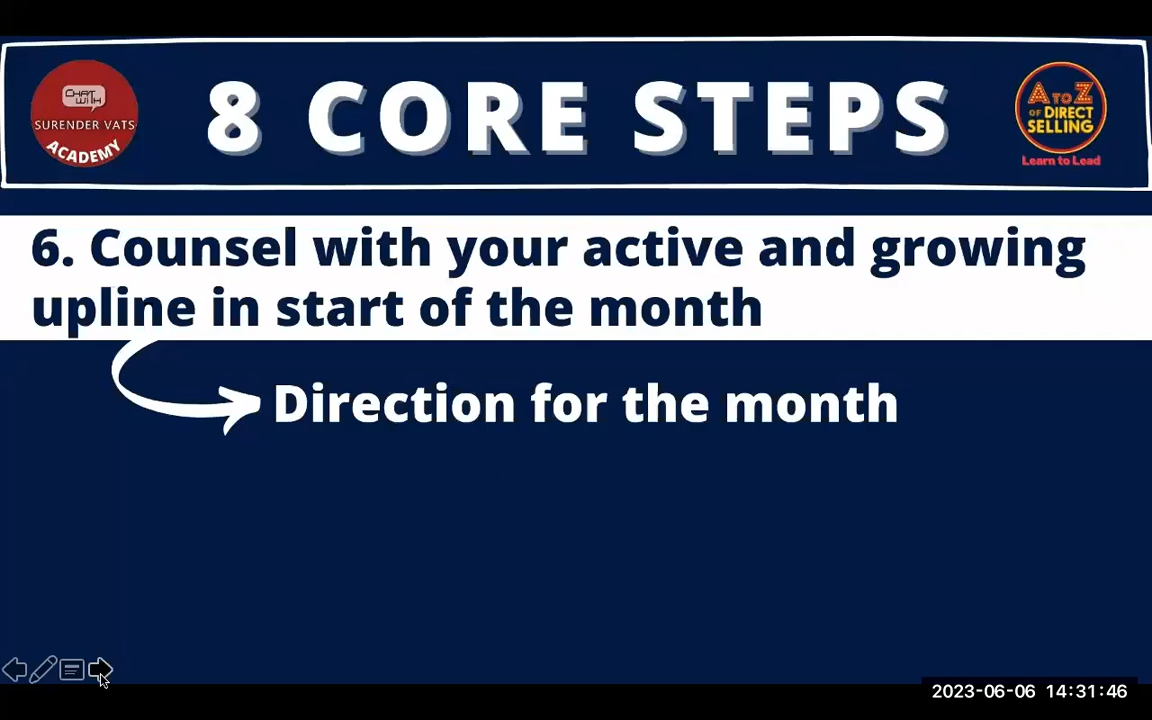 CHAT
WITH
SURENDER VATS
ACADEMY
8 CORE STEPS
A TO Z
OF DIRECT
SELLING
Learn to Lead
6. Counsel with your active and growing
upline in start of the month
Direction for the month
2023-06-06 14:31:46